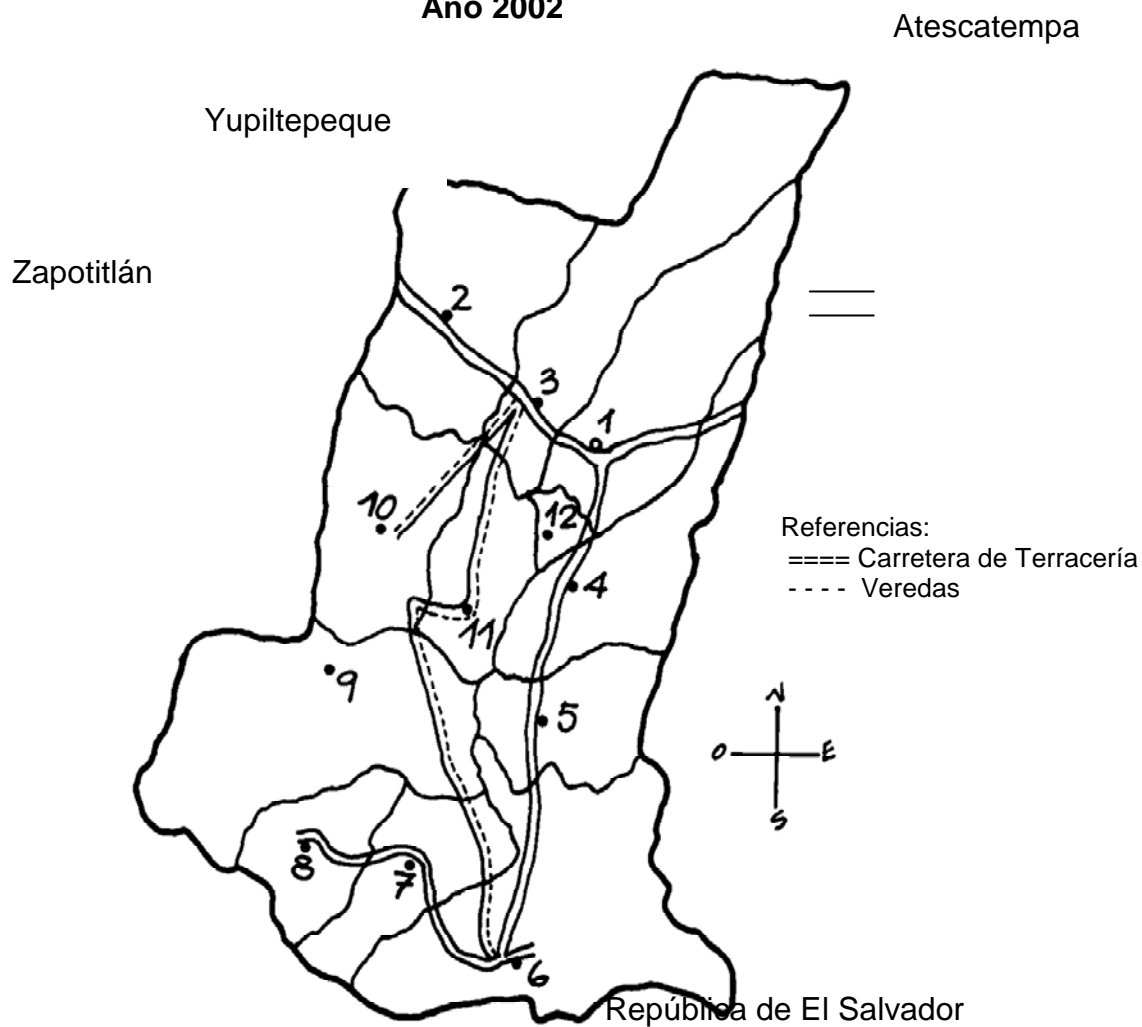 Año 2002
Atescatempa
Yupiltepeque
Zapotitlán
2
3
1
10
12
Referencias:
==== Carretera de Terracería
- - - - Veredas
4
11
9
5
N
O E
S
8
7
6
República de El Salvador